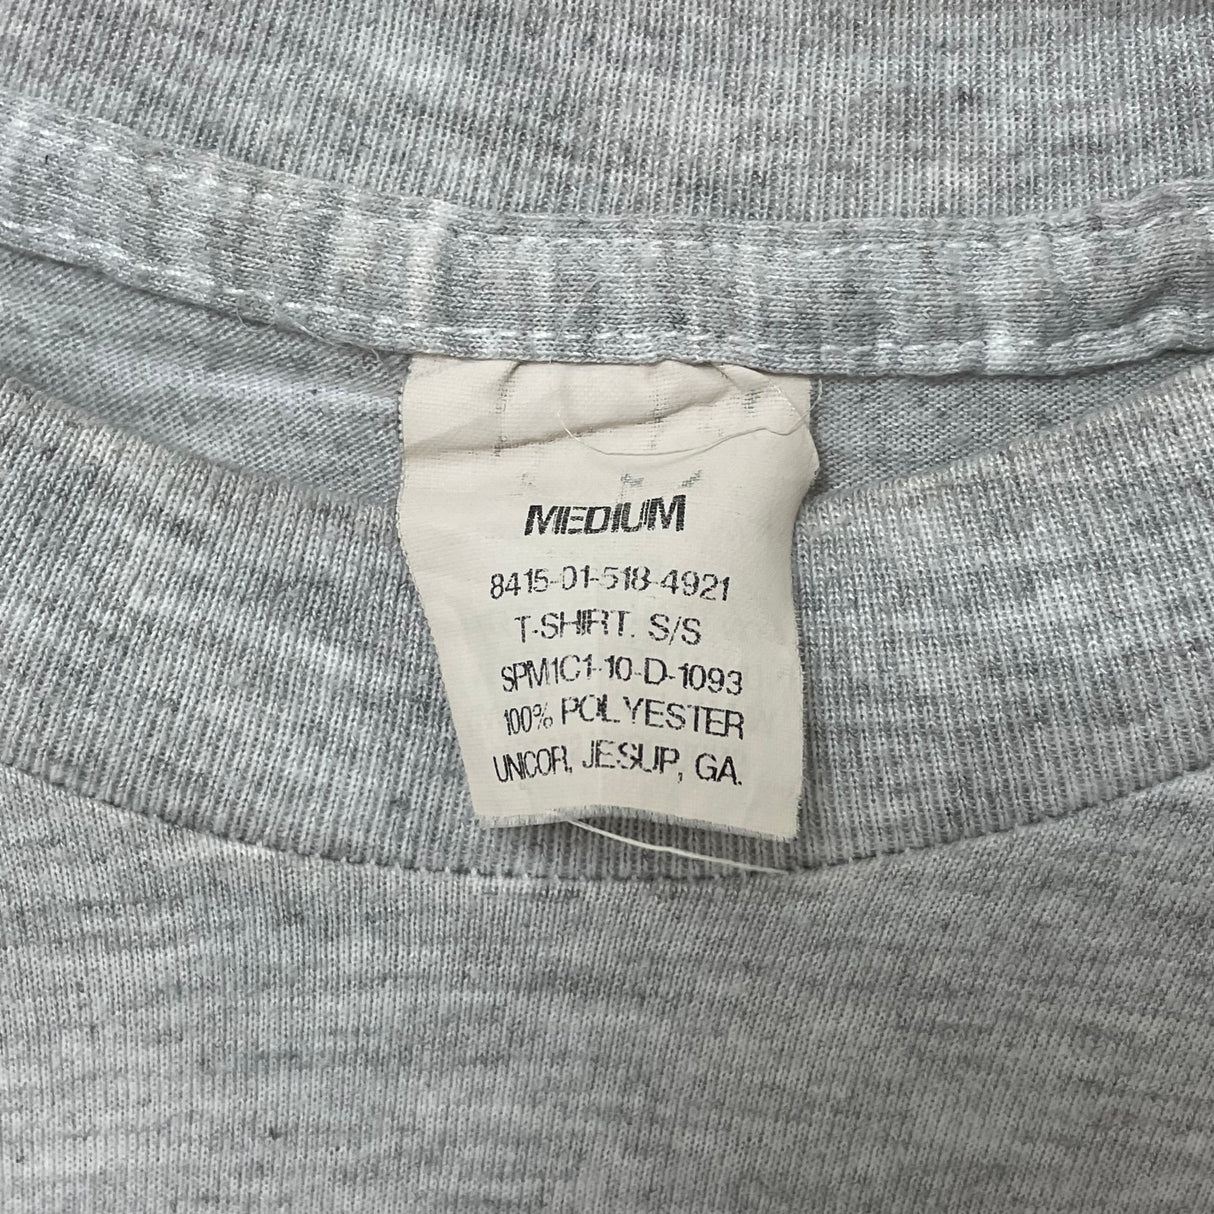 MEDIUM
8415-01-518-4921
T-SHIRT. S/S
SPM1C1-10-D-1093
100% POLYESTER
UNICOR, JESUP, GA.